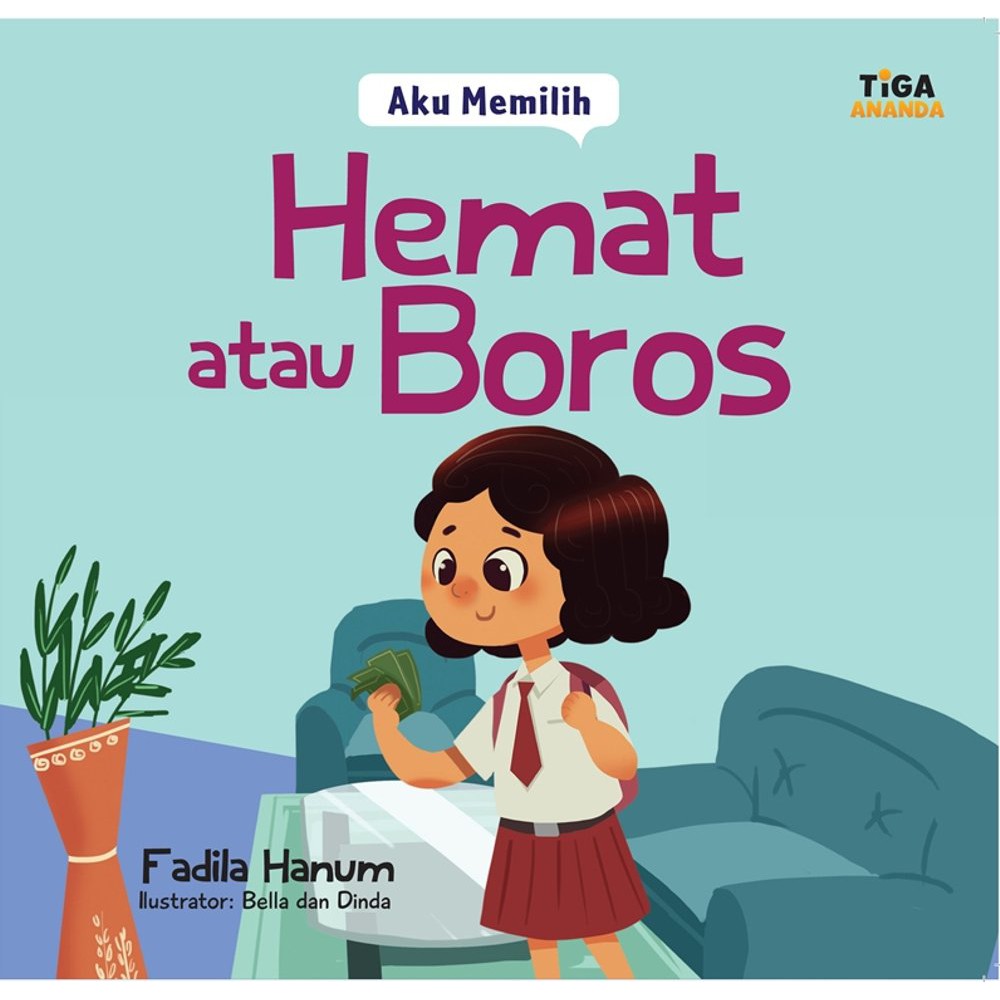 Aku Memilih
TiGA
ANANDA
Hemat
atau Boros
Fadila Hanum
Ilustrator: Bella dan Dinda